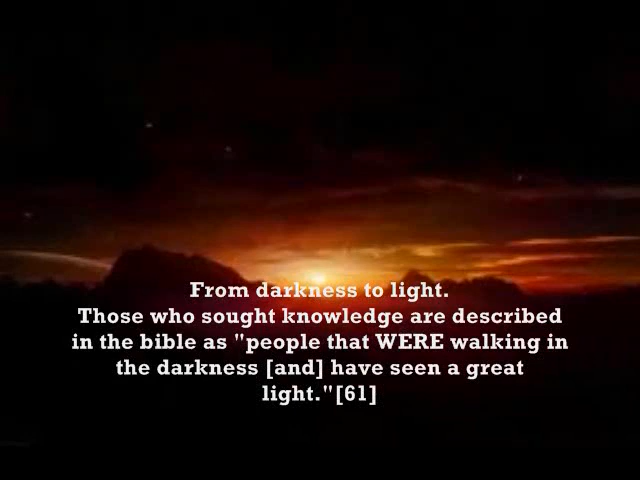 From darkness to light.
Those who sought knowledge are described
in the bible as "people that WERE walking in
the darkness [and] have seen a great
light."[61]